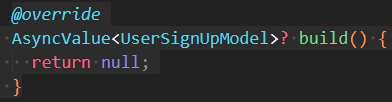 @override
AsyncValue<UserSignUpModel>? build() {
  return null;
}